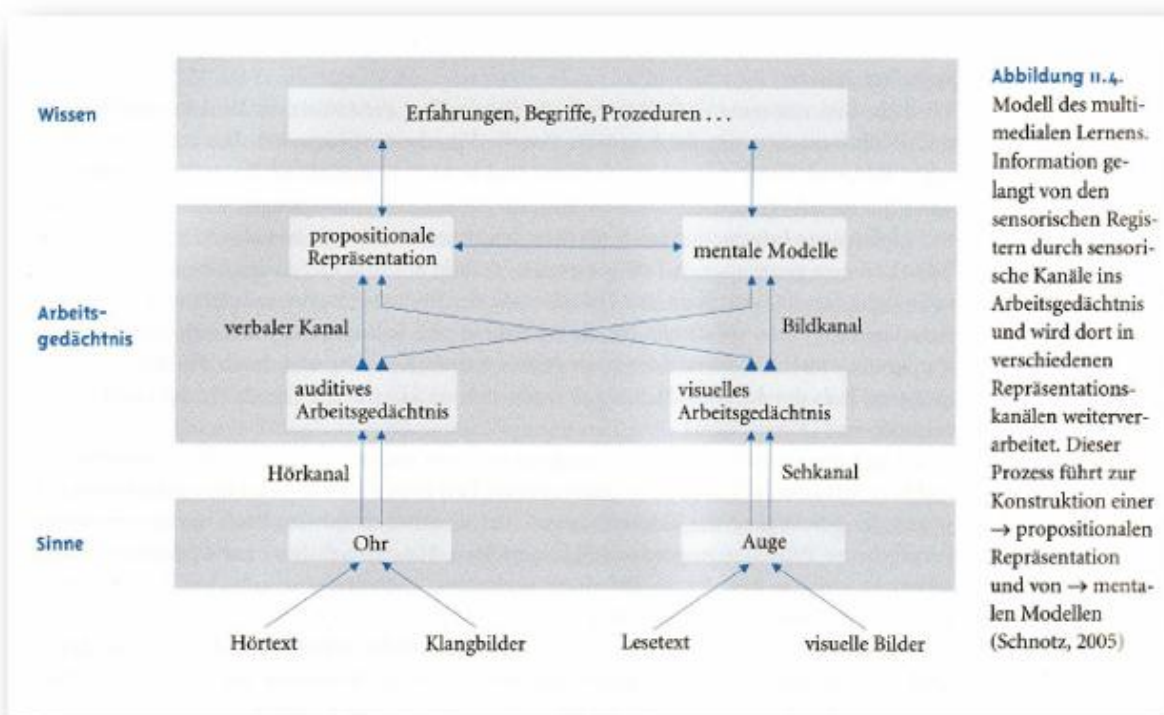 Wissen
Erfahrungen, Begriffe, Prozeduren . . .
Arbeits-
gedächtnis
propositionale
Repräsentation
mentale Modelle
verbaler Kanal
Bildkanal
auditives
Arbeitsgedächtnis
visuelles
Arbeitsgedächtnis
Hörkanal
Sehkanal
Sinne
Ohr
Auge
Hörtext
Klangbilder
Lesetext
visuelle Bilder
Abbildung 11.4.
Modell des multi-
medialen Lernens.
Information ge-
langt von den
sensorischen Regis-
tern durch sensori-
sche Kanäle ins
Arbeitsgedächtnis
und wird dort in
verschiedenen
Repräsentations-
kanälen weiterver-
arbeitet. Dieser
Prozess führt zur
Konstruktion einer
→ propositionalen
Repräsentation
und von → menta-
len Modellen
(Schnotz, 2005)